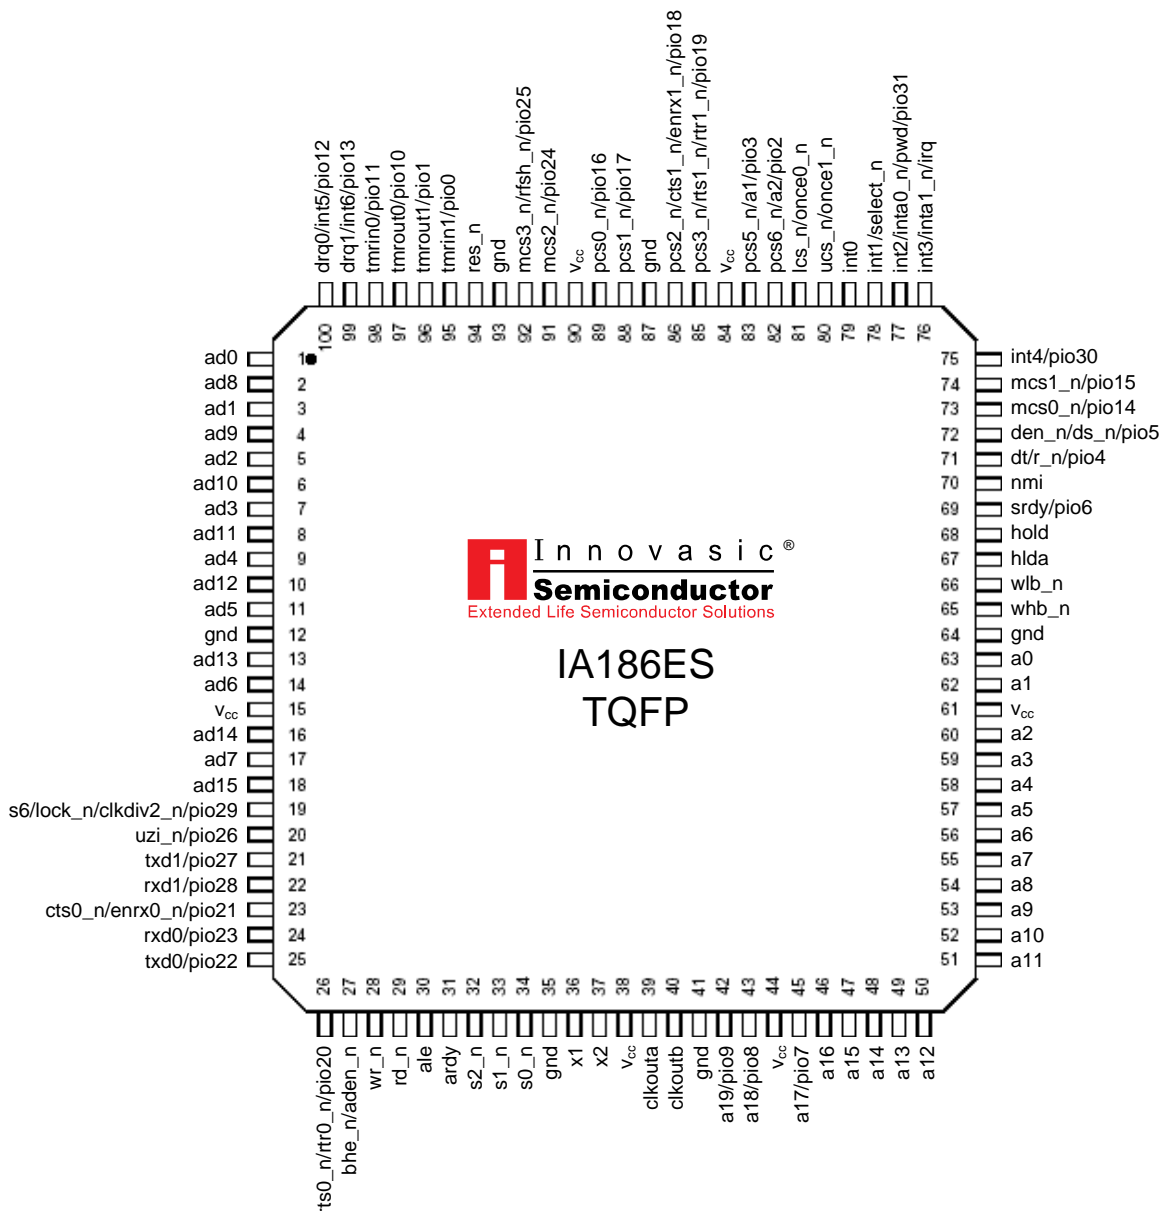 drq0/int5/pio12
drq1/int6/pio13
tmrin0/pio11
tmrout0/pio10
tmrout1/pio1
tmrin1/pio0
res_n
gnd
mcs3_n/rfsh_n/pio25
mcs2_n/pio24
vcc
pcs0_n/pio16
pcs1_n/pio17
gnd
pcs2_n/cts1_n/enrx1_n/pio18
pcs3_n/rts1_n/rtr1_n/pio19
vcc
pcs5_n/a1/pio3
pcs6_n/a2/pio2
lcs_n/once0_n
ucs_n/once1_n
int0
int1/select_n
int2/inta0_n/pwd/pio31
int3/inta1_n/irq
100
99
98
97
96
95
94
93
92
91
90
89
88
87
86
85
84
83
82
81
80
79
78
77
76
ad0 1
ad8 2
ad1 3
ad9 4
ad2 5
ad10 6
ad3 7
ad11 8
ad4 9
ad12 10
ad5 11
gnd 12
ad13 13
ad6 14
vcc 15
ad14 16
ad7 17
ad15 18
s6/lock_n/clkdiv2_n/pio29 19
uzi_n/pio26 20
txd1/pio27 21
rxd1/pio28 22
cts0_n/enrx0_n/pio21 23
rxd0/pio23 24
txd0/pio22 25
i
Innovasic®
Semiconductor
Extended Life Semiconductor Solutions
IA186ES
TQFP
75 int4/pio30
74 mcs1_n/pio15
73 mcs0_n/pio14
72 den_n/ds_n/pio5
71 dt/r_n/pio4
70 nmi
69 srdy/pio6
68 hold
67 hlda
66 wlb_n
65 whb_n
64 gnd
63 a0
62 a1
61 vcc
60 a2
59 a3
58 a4
57 a5
56 a6
55 a7
54 a8
53 a9
52 a10
51 a11
26
27
28
29
30
31
32
33
34
35
36
37
38
39
40
41
42
43
44
45
46
47
48
49
50
rts0_n/rtr0_n/pio20
bhe_n/aden_n
wr_n
rd_n
ale
ardy
s2_n
s1_n
s0_n
gnd
x1
x2
vcc
clkouta
clkoutb
gnd
a19/pio9
a18/pio8
vcc
a17/pio7
a16
a15
a14
a13
a12